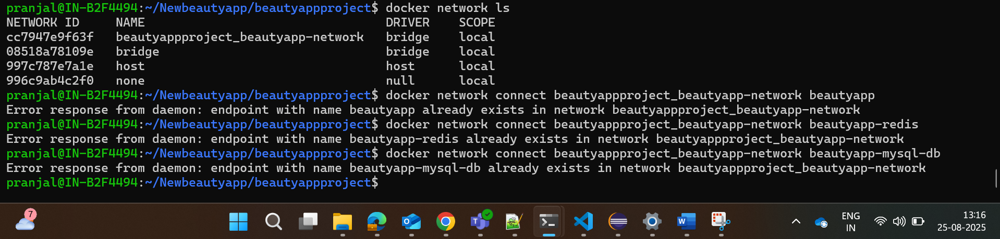 pranjal@IN-B2F4494:~/Newbeautyapp/beautyappproject$ docker network ls
NETWORK ID     NAME                                 DRIVER    SCOPE
cc7947e9f63f   beautyappproject_beautyapp-network   bridge    local
08518a78109e   bridge                               bridge    local
997c787e7a1e   host                                 host      local
996c9ab4c2f0   none                                 null      local
pranjal@IN-B2F4494:~/Newbeautyapp/beautyappproject$ docker network connect beautyappproject_beautyapp-network beautyapp
Error response from daemon: endpoint with name beautyapp already exists in network beautyappproject_beautyapp-network
pranjal@IN-B2F4494:~/Newbeautyapp/beautyappproject$ docker network connect beautyappproject_beautyapp-network beautyapp-redis
Error response from daemon: endpoint with name beautyapp-redis already exists in network beautyappproject_beautyapp-network
pranjal@IN-B2F4494:~/Newbeautyapp/beautyappproject$ docker network connect beautyappproject_beautyapp-network beautyapp-mysql-db
Error response from daemon: endpoint with name beautyapp-mysql-db already exists in network beautyappproject_beautyapp-network
pranjal@IN-B2F4494:~/Newbeautyapp/beautyappproject$
7
ENG
IN
13:16
25-08-2025